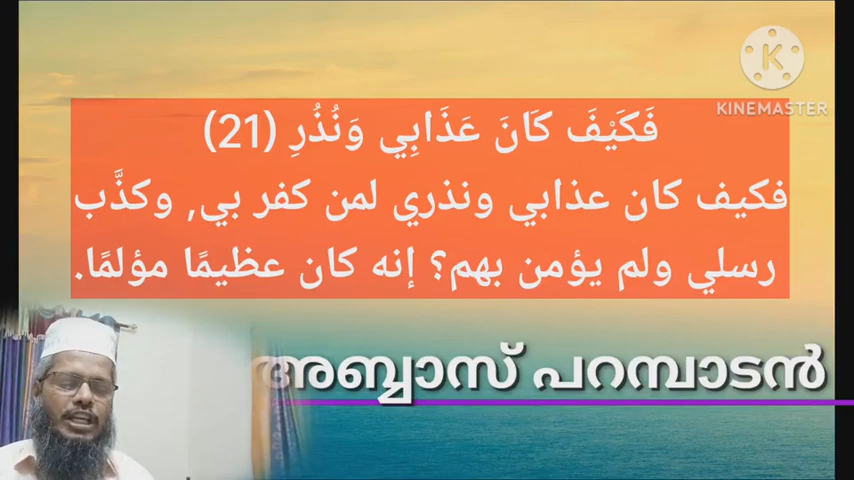 KINEMASTER
فَكَيْفَ كَانَ عَذَابِي وَنُذُرِ (21)
فكيف كان عذابي ونذري لمن كفر بي, وكذَّب
رسلي ولم يؤمن بهم؟ إنه كان عظيمًا مؤلمًا.
അബ്ബാസ് പറമ്പാടൻ